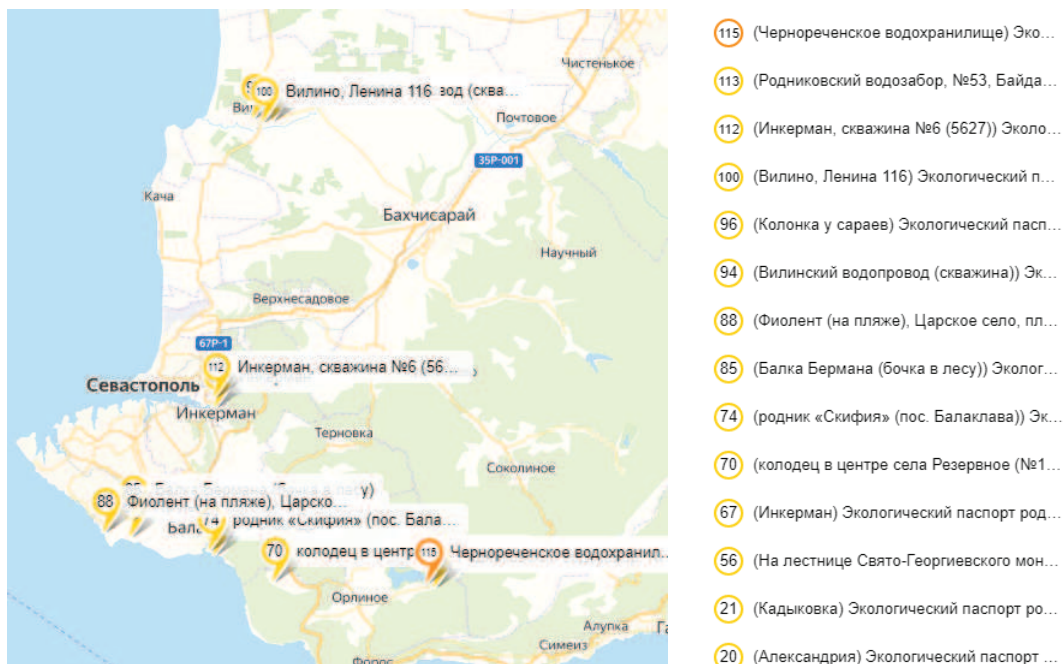 Чистенькое
100 Вилино, Ленина 116 вод (сква...
Ви
Почтовое
35Р-001
Кача
Бахчисарай
Научный
Верхнесадовое
67Р-1
112 Инкерман, скважина №6 (56...
Севастополь
Инкерман
Терновка
Соколиное
88 Фиолент (на пляже), Царско...
74 родник «Скифия» (пос. Бала...
Бала
70 колодец в центр
115 Чернореченское водохранил...
Орлиное
Алупка
Симеиз
Форос
115 (Чернореченское водохранилище) Эко...
113 (Родниковский водозабор, №53, Байда...
112 (Инкерман, скважина №6 (5627)) Эколо...
100 (Вилино, Ленина 116) Экологический п...
96 (Колонка у сараев) Экологический пасп...
94 (Вилинский водопровод (скважина)) Эк...
88 (Фиолент (на пляже), Царское село, пл...
85 (Балка Бермана (бочка в лесу)) Эколог...
74 (родник «Скифия» (пос. Балаклава)) Эк...
70 (колодец в центре села Резервное (№1...
67 (Инкерман) Экологический паспорт род...
56 (На лестнице Свято-Георгиевского мон...
21 (Кадыковка) Экологический паспорт ро...
20 (Александрия) Экологический паспорт ...